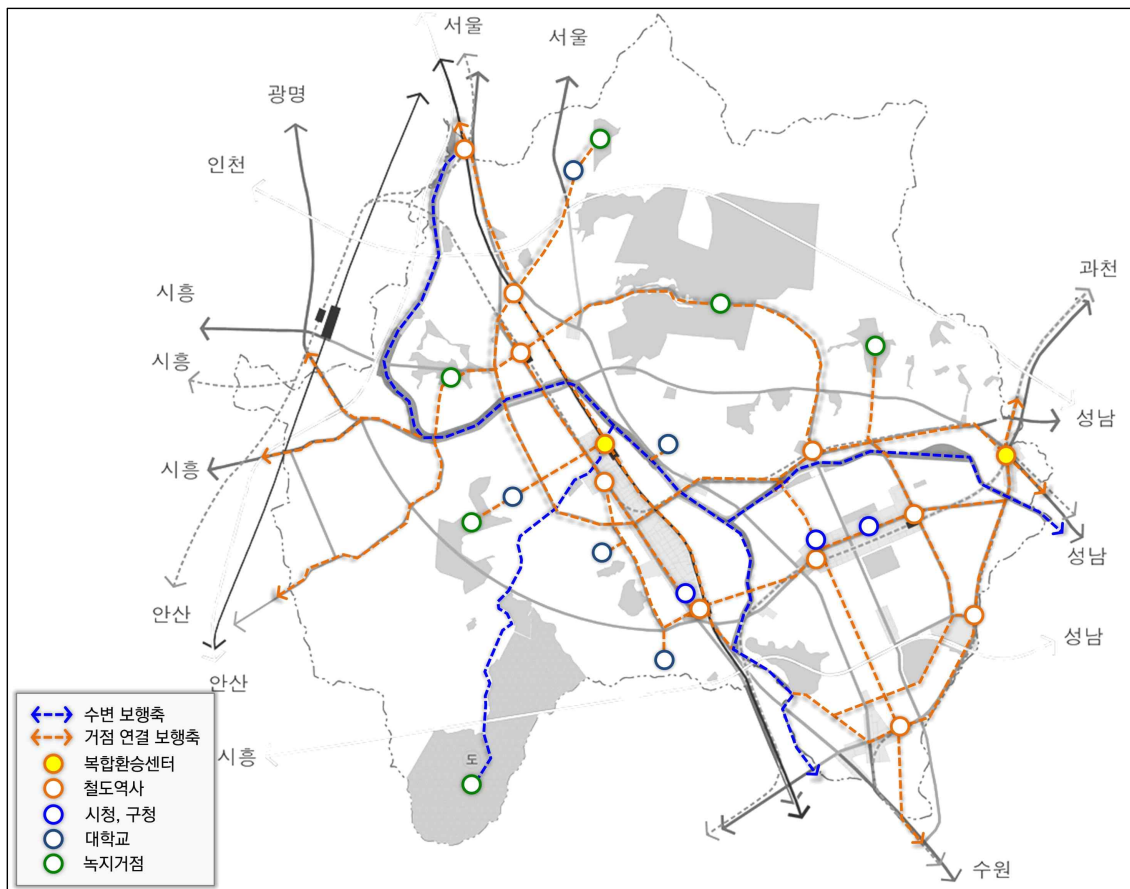 서울
서울
광명
인천
과천
시흥
시흥
성남
시흥
성남
안산
성남
안산
시흥
도
수원
수변 보행축
거점 연결 보행축
복합환승센터
철도역사
시청, 구청
대학교
녹지거점